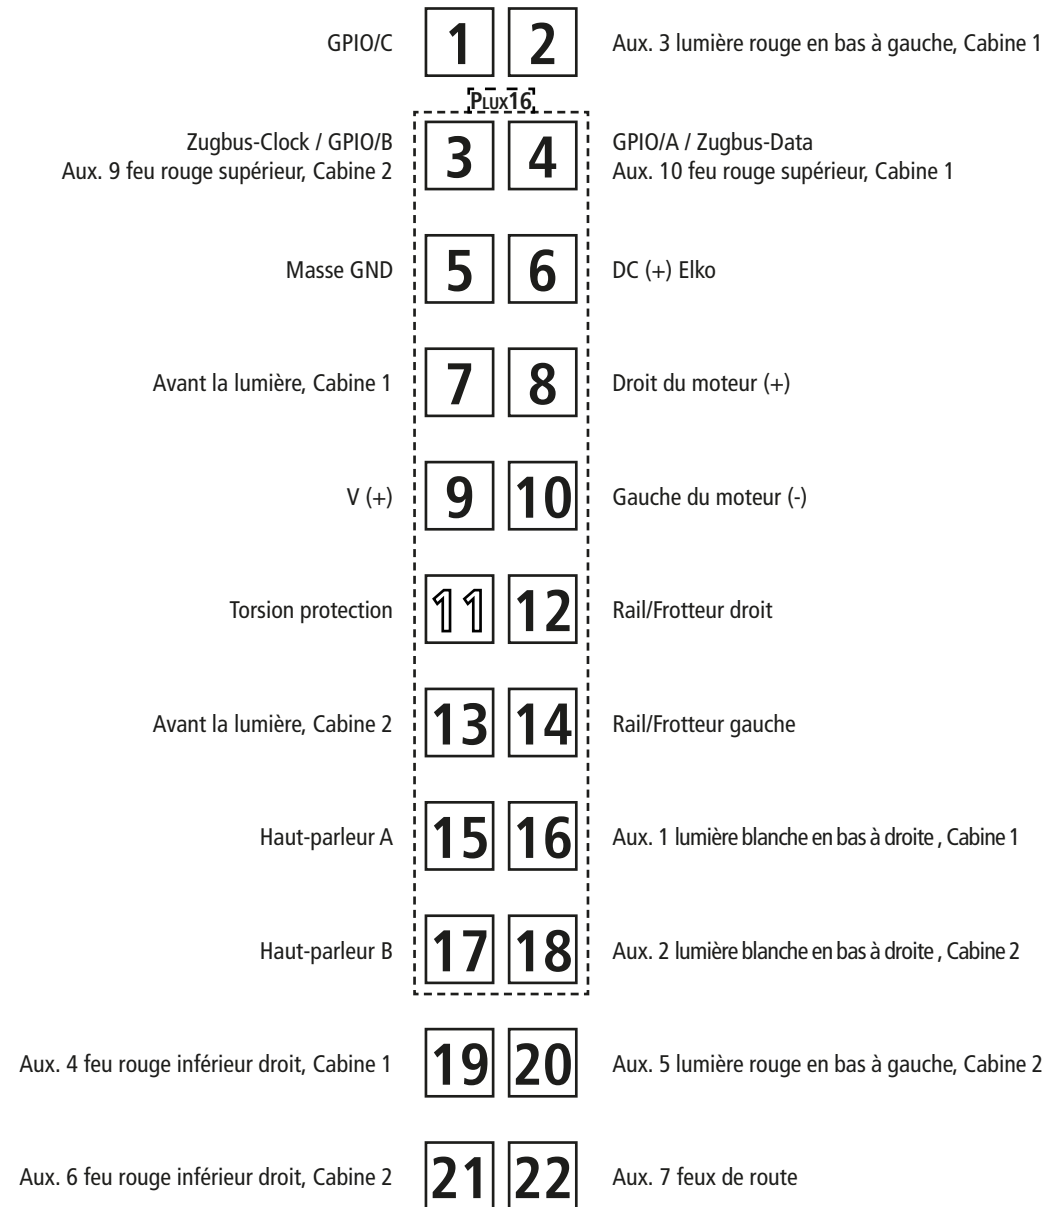 GPIO/C 1 2 Aux. 3 lumière rouge en bas à gauche, Cabine 1
PLUX16
Zugbus-Clock / GPIO/B GPIO/A / Zugbus-Data
3 4
Aux. 9 feu rouge supérieur, Cabine 2 Aux. 10 feu rouge supérieur, Cabine 1
Masse GND 5 6 DC (+) Elko
Avant la lumière, Cabine 1 7 8 Droit du moteur (+)
V (+) 9 10 Gauche du moteur (-)
Torsion protection 11 12 Rail/Frotteur droit
Avant la lumière, Cabine 2 13 14 Rail/Frotteur gauche
Haut-parleur A 15 16 Aux. 1 lumière blanche en bas à droite , Cabine 1
Haut-parleur B 17 18 Aux. 2 lumière blanche en bas à droite , Cabine 2
Aux. 4 feu rouge inférieur droit, Cabine 1 19 20 Aux. 5 lumière rouge en bas à gauche, Cabine 2
Aux. 6 feu rouge inférieur droit, Cabine 2 21 22 Aux. 7 feux de route